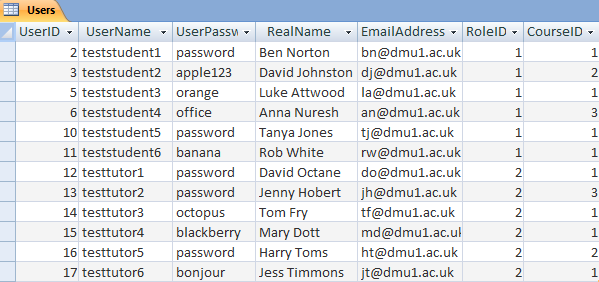 Users
UserID UserName UserPassw RealName EmailAddress RoleID CourseID
2 teststudent1 password Ben Norton bn@dmu1.ac.uk 1 1
3 teststudent2 apple123 David Johnston dj@dmu1.ac.uk 1 2
5 teststudent3 orange Luke Attwood la@dmu1.ac.uk 1 1
6 teststudent4 office Anna Nuresh an@dmu1.ac.uk 1 3
10 teststudent5 password Tanya Jones tj@dmu1.ac.uk 1 1
11 teststudent6 banana Rob White rw@dmu1.ac.uk 1 1
12 testtutor1 password David Octane do@dmu1.ac.uk 2 1
13 testtutor2 password Jenny Hobert jh@dmu1.ac.uk 2 3
14 testtutor3 octopus Tom Fry tf@dmu1.ac.uk 2 1
15 testtutor4 blackberry Mary Dott md@dmu1.ac.uk 2 1
16 testtutor5 password Harry Toms ht@dmu1.ac.uk 2 2
17 testtutor6 bonjour Jess Timmons jt@dmu1.ac.uk 2 1